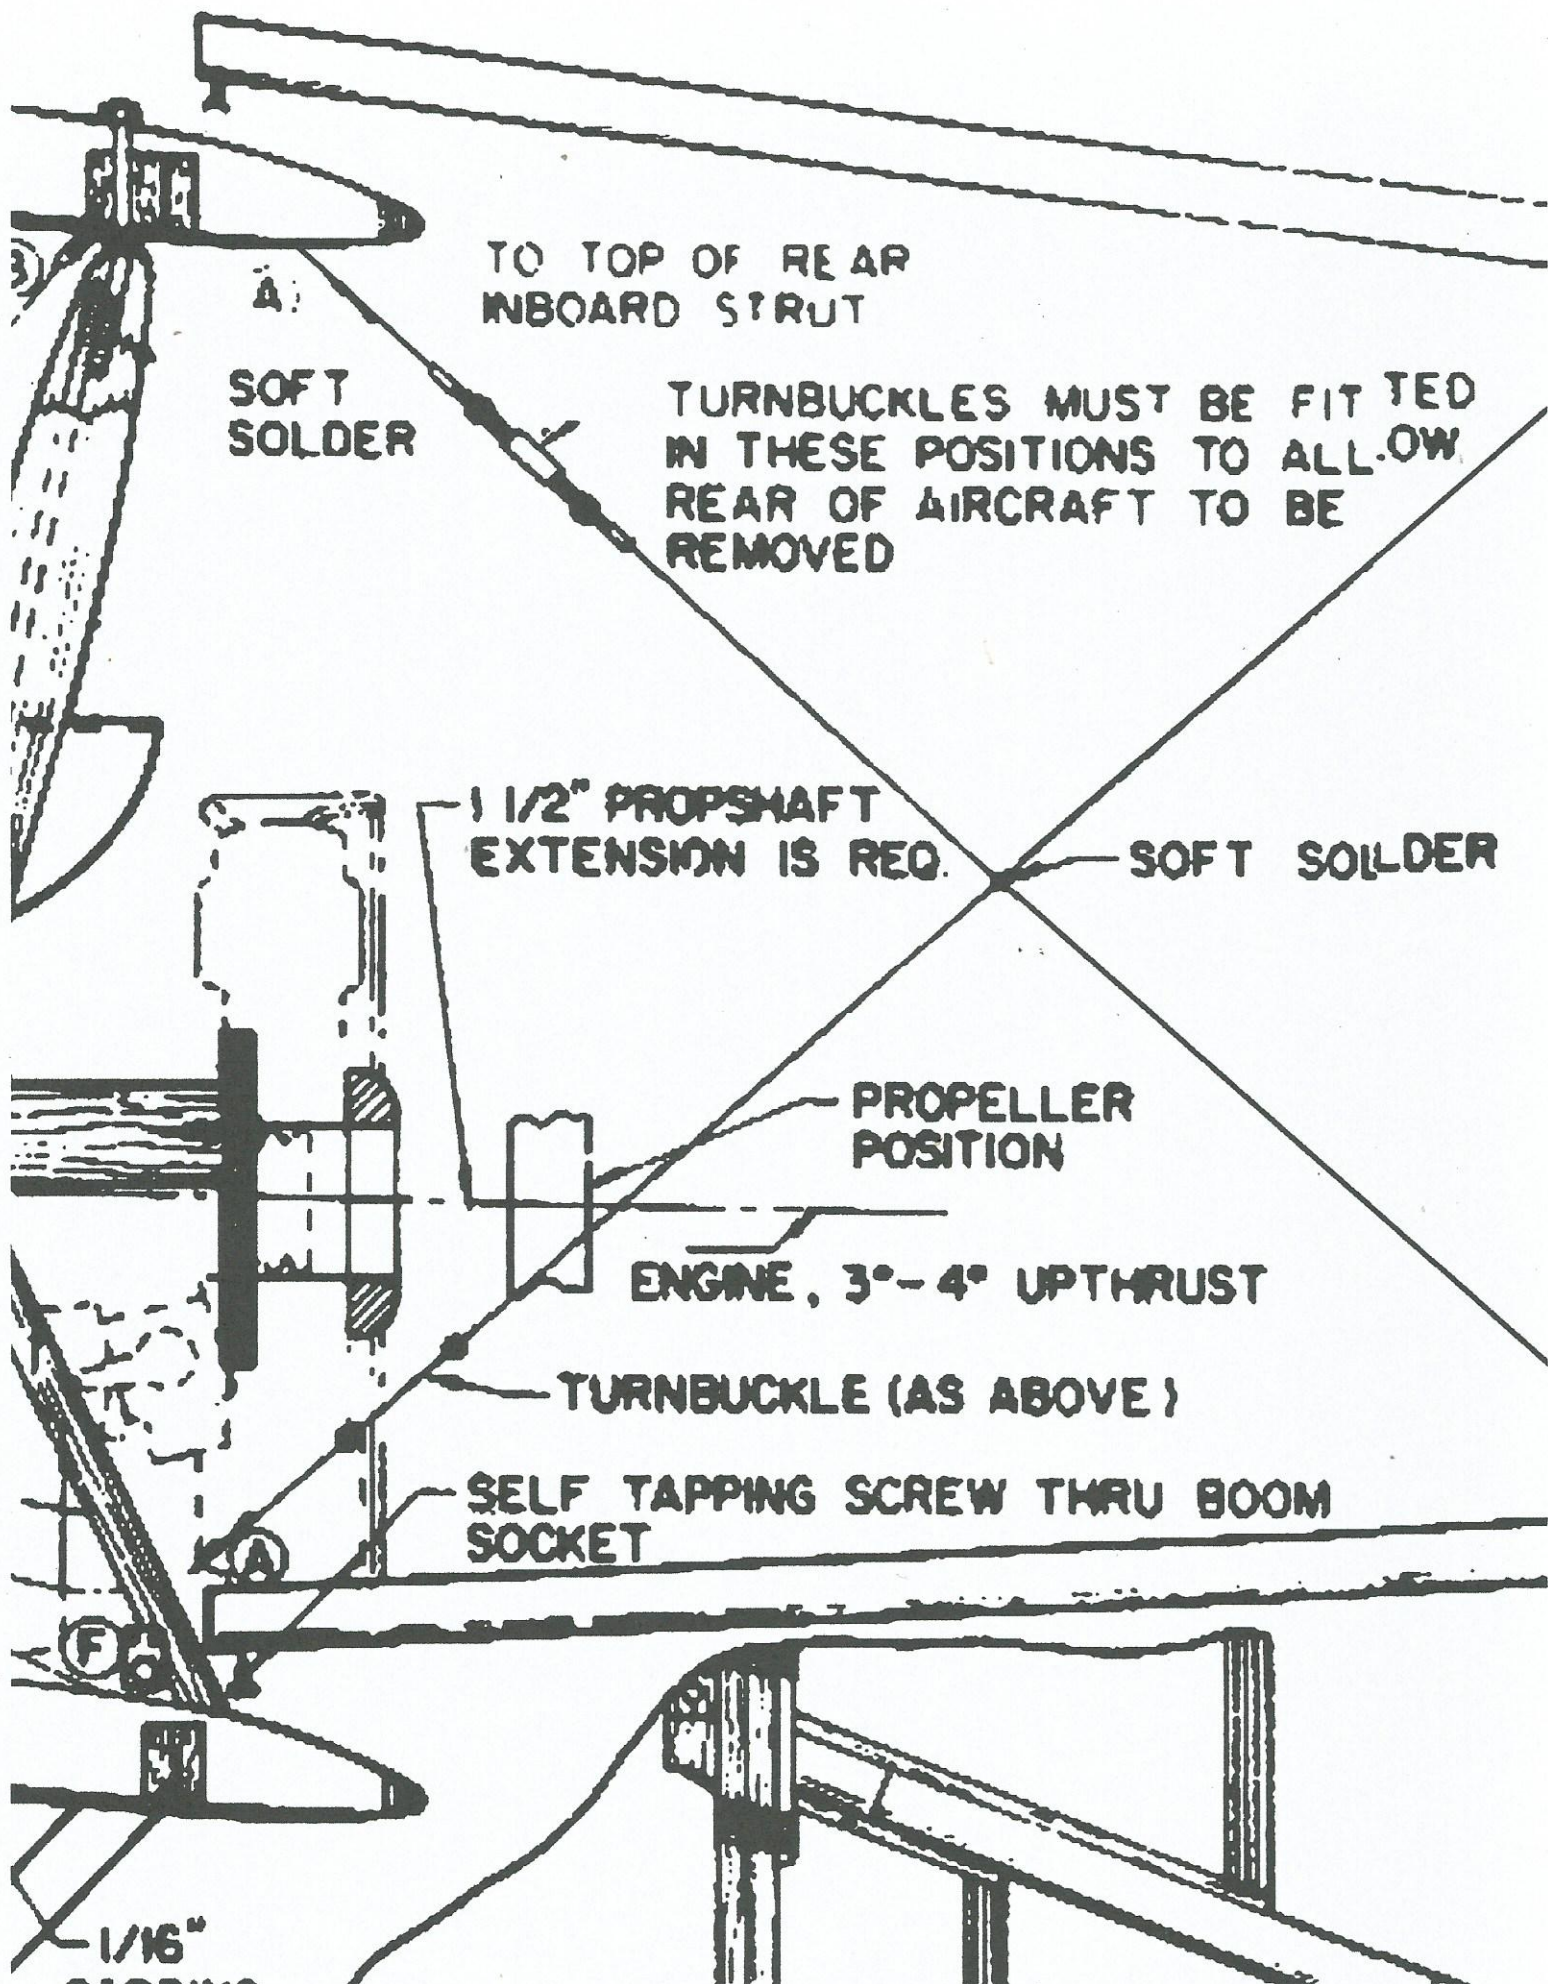 TO TOP OF REAR
INBOARD STRUT
A
SOFT
SOLDER
TURNBUCKLES MUST BE FITTED
IN THESE POSITIONS TO ALLOW
REAR OF AIRCRAFT TO BE
REMOVED
1 1/2" PROPSHAFT
EXTENSION IS REQ.
SOFT SOLLDER
PROPELLER
POSITION
ENGINE, 3°-4° UPTHRUST
TURNBUCKLE (AS ABOVE)
SELF TAPPING SCREW THRU BOOM
SOCKET
A
F
1/16"